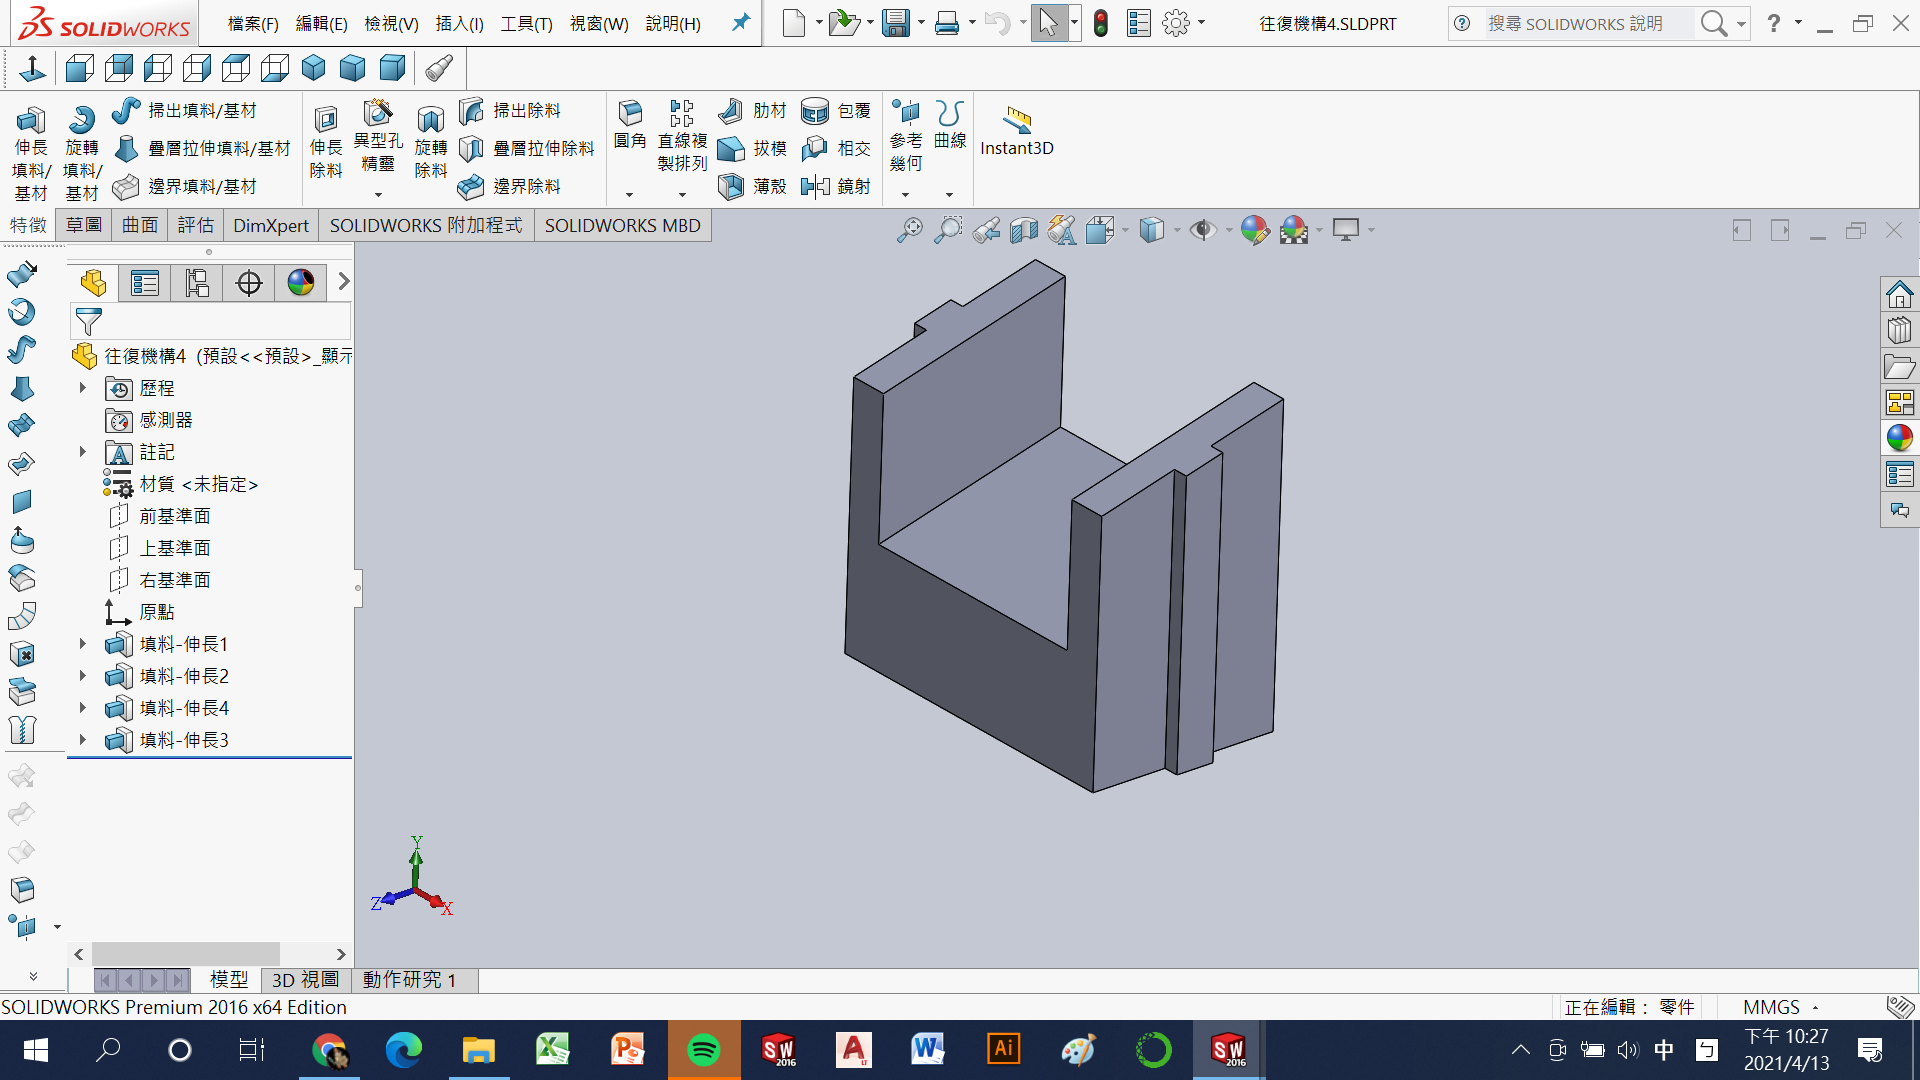 SOLIDWORKS 檔案(F) 編輯(E) 檢視(V) 插入(I) 工具(T) 視窗(W) 說明(H) 往復機構4.SLDPRT 搜尋 SOLIDWORKS 說明 ?
伸長填料/基材
旋轉填料/基材
掃出填料/基材
疊層拉伸填料/基材
邊界填料/基材
伸長除料
異型孔精靈
旋轉除料
掃出除料
疊層拉伸除料
邊界除料
圓角
直線複製排列
肋材
拔模
薄殼
包覆
相交
鏡射
參考幾何
曲線
Instant3D
特徵 草圖 曲面 評估 DimXpert SOLIDWORKS 附加程式 SOLIDWORKS MBD
往復機構4 (預設<<預設>_顯示
歷程
感測器
註記
材質 <未指定>
前基準面
上基準面
右基準面
原點
填料-伸長1
填料-伸長2
填料-伸長4
填料-伸長3
Y
Z
X
模型 3D 視圖 動作研究 1
SOLIDWORKS Premium 2016 x64 Edition 正在編輯： 零件 MMGS
中 ㄅ 下午 10:27
2021/4/13